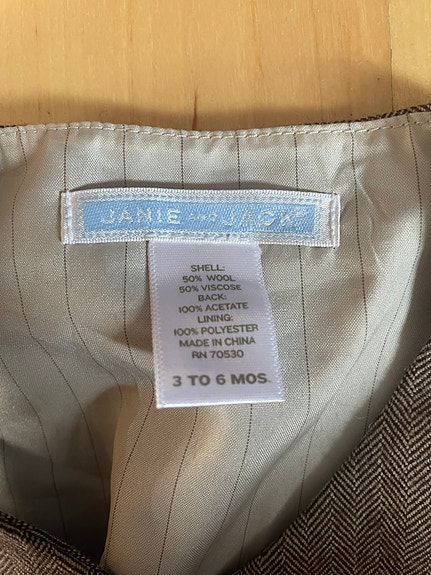 JANIE AND JACK
SHELL:
50% WOOL
50% VISCOSE
BACK:
100% ACETATE
LINING:
100% POLYESTER
MADE IN CHINA
RN 70530
3 TO 6 MOS.